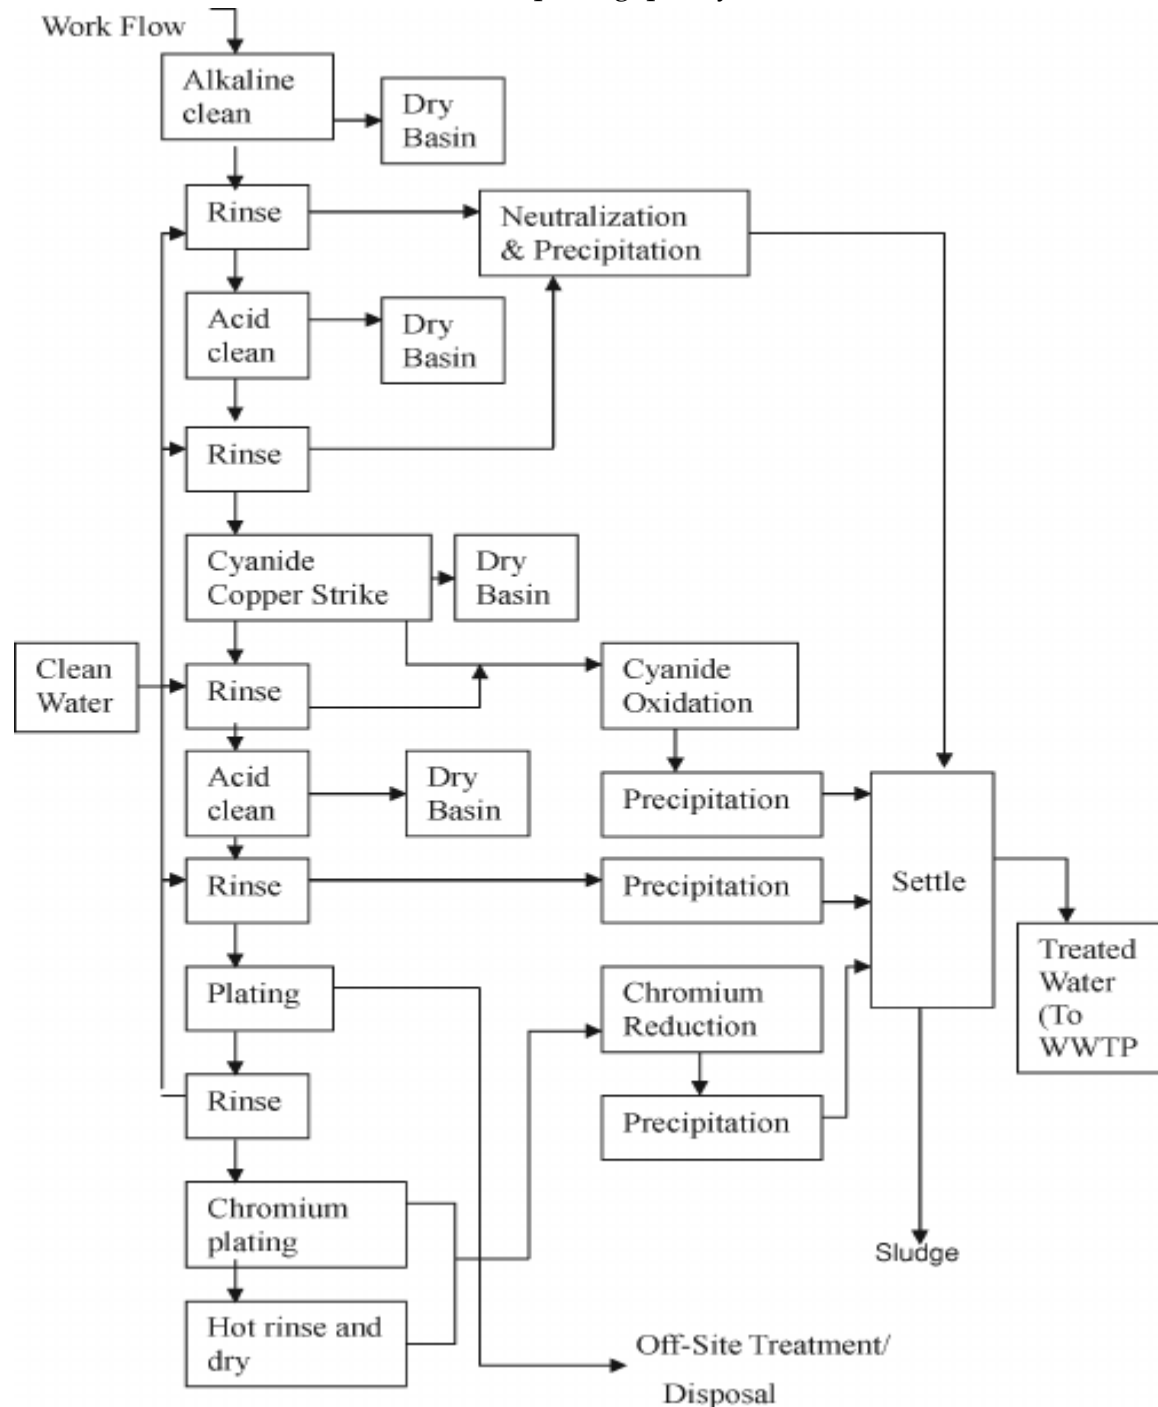 Work Flow
Alkaline
clean
Dry
Basin
Rinse
Neutralization
& Precipitation
Acid
clean
Dry
Basin
Rinse
Cyanide
Copper Strike
Dry
Basin
Clean
Water
Rinse
Cyanide
Oxidation
Acid
clean
Dry
Basin
Precipitation
Rinse
Precipitation
Settle
Treated
Water
(To
WWTP
Plating
Chromium
Reduction
Rinse
Precipitation
Chromium
plating
Sludge
Hot rinse and
dry
Off-Site Treatment/
Disposal